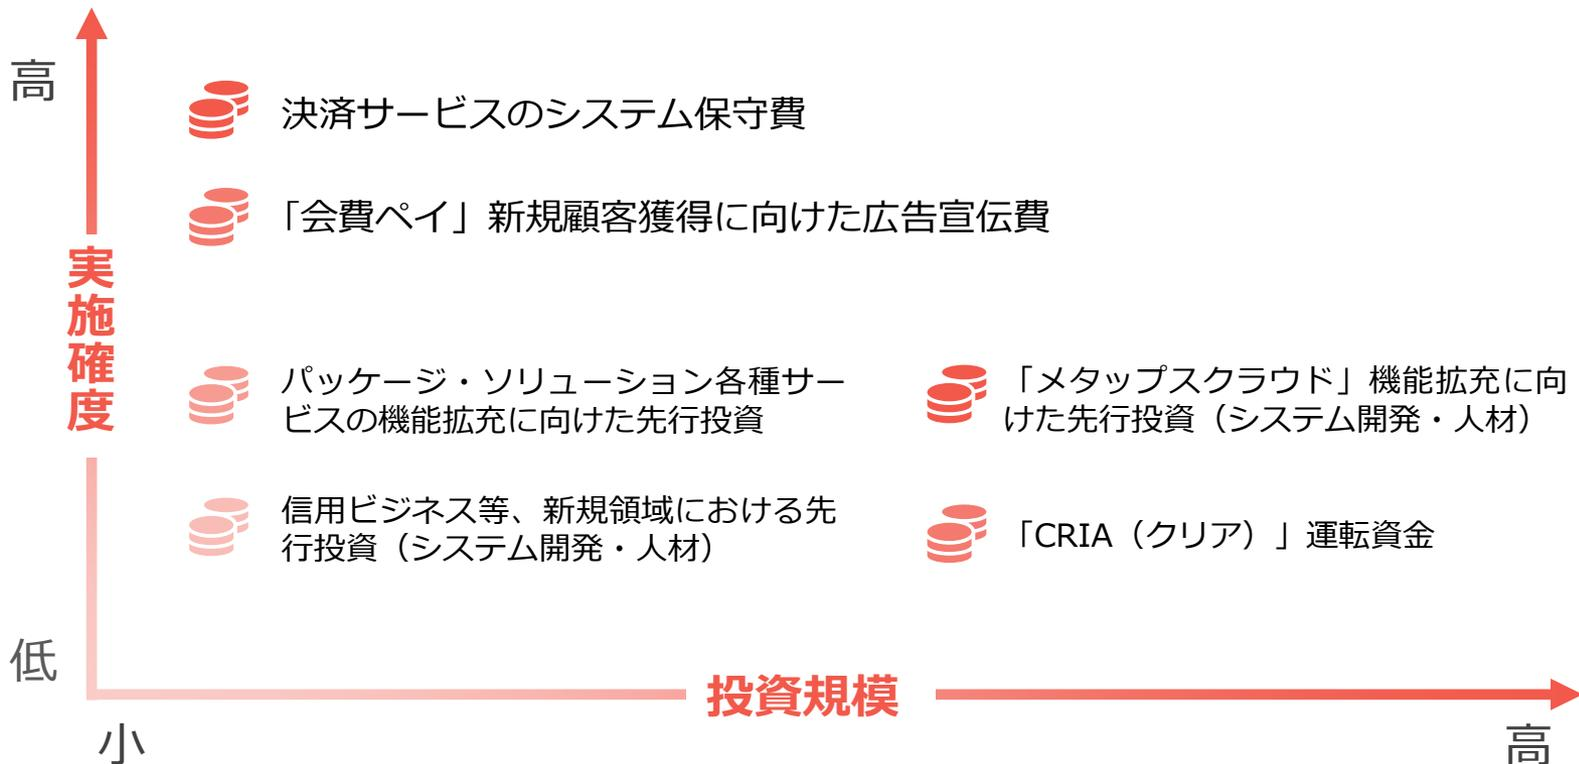 高
決済サービスのシステム保守費
「会費ペイ」新規顧客獲得に向けた広告宣伝費
実施確度
パッケージ・ソリューション各種サー
ビスの機能拡充に向けた先行投資
「メタップスクラウド」機能拡充に向
けた先行投資（システム開発・人材）
信用ビジネス等、新規領域における先
行投資（システム開発・人材）
「CRIA（クリア）」運転資金
低
投資規模
小
高